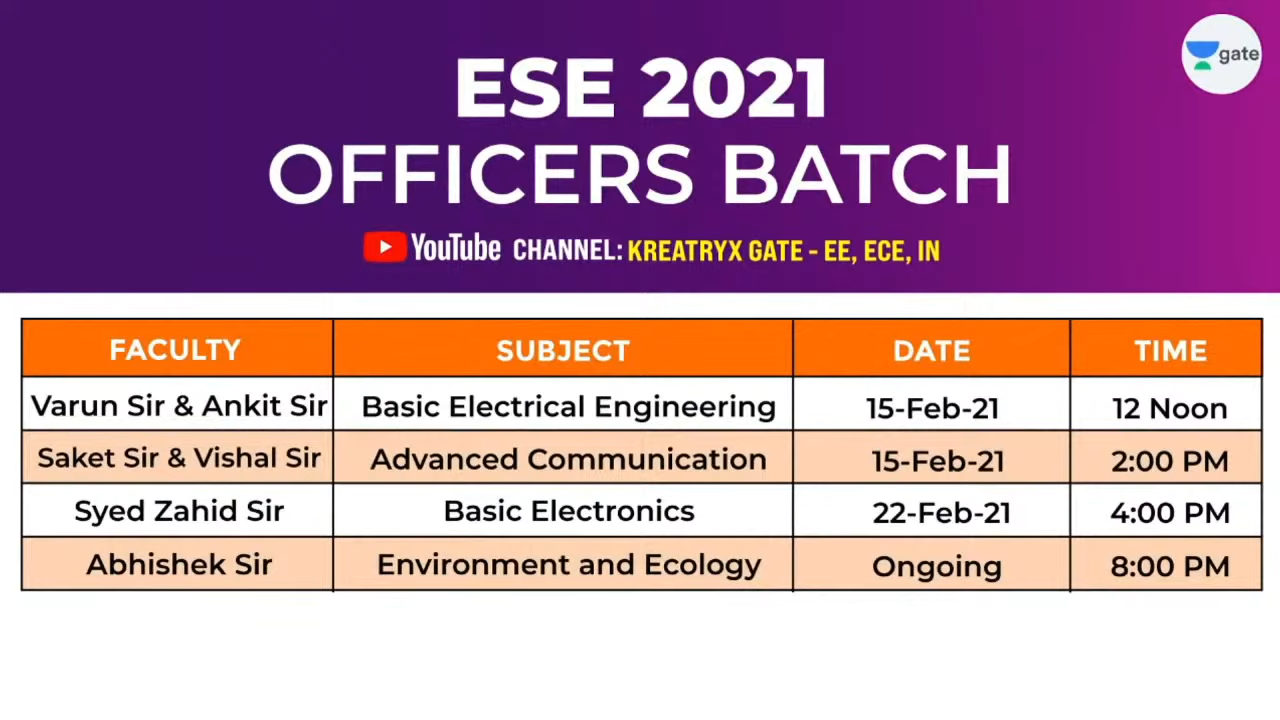 gate
ESE 2021
OFFICERS BATCH
YouTube CHANNEL: KREATRYX GATE - EE, ECE, IN
FACULTY SUBJECT DATE TIME
Varun Sir & Ankit Sir Basic Electrical Engineering 15-Feb-21 12 Noon
Saket Sir & Vishal Sir Advanced Communication 15-Feb-21 2:00 PM
Syed Zahid Sir Basic Electronics 22-Feb-21 4:00 PM
Abhishek Sir Environment and Ecology Ongoing 8:00 PM